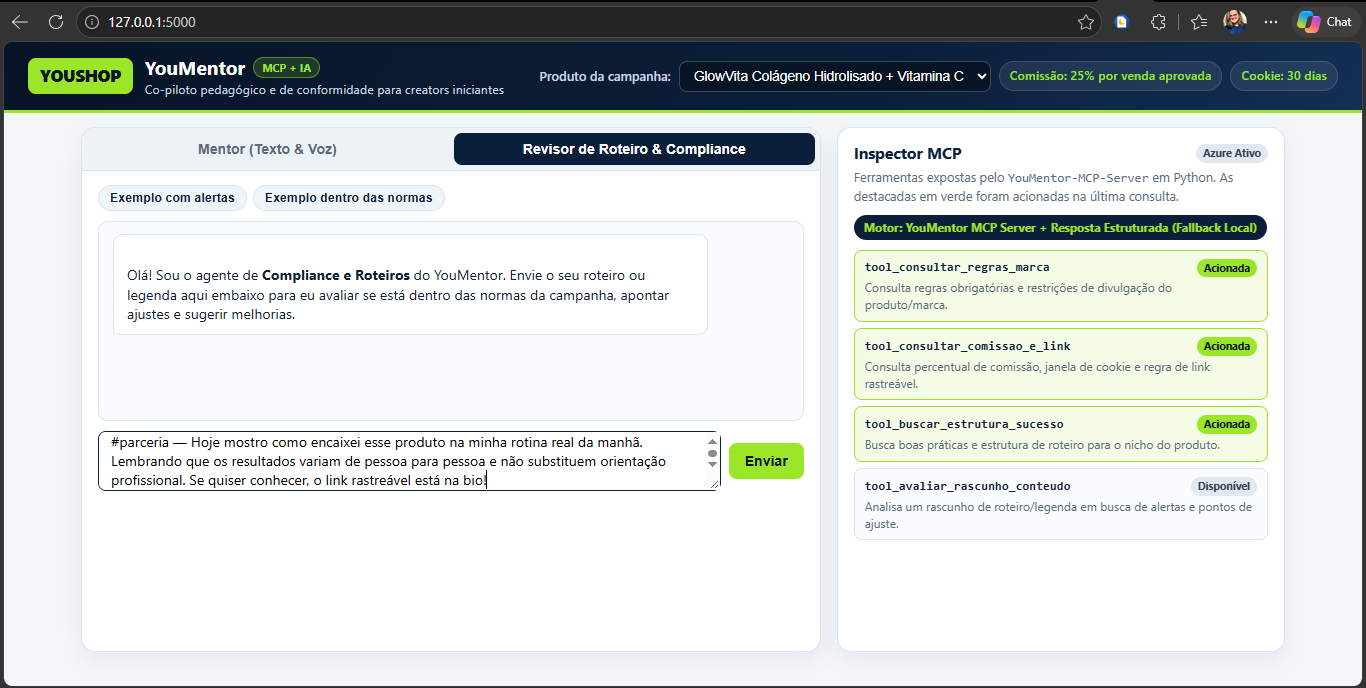 127.0.0.1:5000
Chat
YOUSHOP
YouMentor
MCP + IA
Co-piloto pedagógico e de conformidade para creators iniciantes
Produto da campanha:
GlowVita Colágeno Hidrolisado + Vitamina C
Comissão: 25% por venda aprovada
Cookie: 30 dias
Mentor (Texto & Voz)
Revisor de Roteiro & Compliance
Exemplo com alertas
Exemplo dentro das normas
Olá! Sou o agente de Compliance e Roteiros do YouMentor. Envie o seu roteiro ou
legenda aqui embaixo para eu avaliar se está dentro das normas da campanha, apontar
ajustes e sugerir melhorias.
#parceria — Hoje mostro como encaixei esse produto na minha rotina real da manhã.
Lembrando que os resultados variam de pessoa para pessoa e não substituem orientação
profissional. Se quiser conhecer, o link rastreável está na bio!
Enviar
Inspector MCP
Azure Ativo
Ferramentas expostas pelo YouMentor-MCP-Server em Python. As
destacadas em verde foram acionadas na última consulta.
Motor: YouMentor MCP Server + Resposta Estruturada (Fallback Local)
tool_consultar_regras_marca
Acionada
Consulta regras obrigatórias e restrições de divulgação do
produto/marca.
tool_consultar_comissao_e_link
Acionada
Consulta percentual de comissão, janela de cookie e regra de link
rastreável.
tool_buscar_estrutura_sucesso
Acionada
Busca boas práticas e estrutura de roteiro para o nicho do produto.
tool_avaliar_rascunho_conteudo
Disponível
Analisa um rascunho de roteiro/legenda em busca de alertas e pontos de
ajuste.